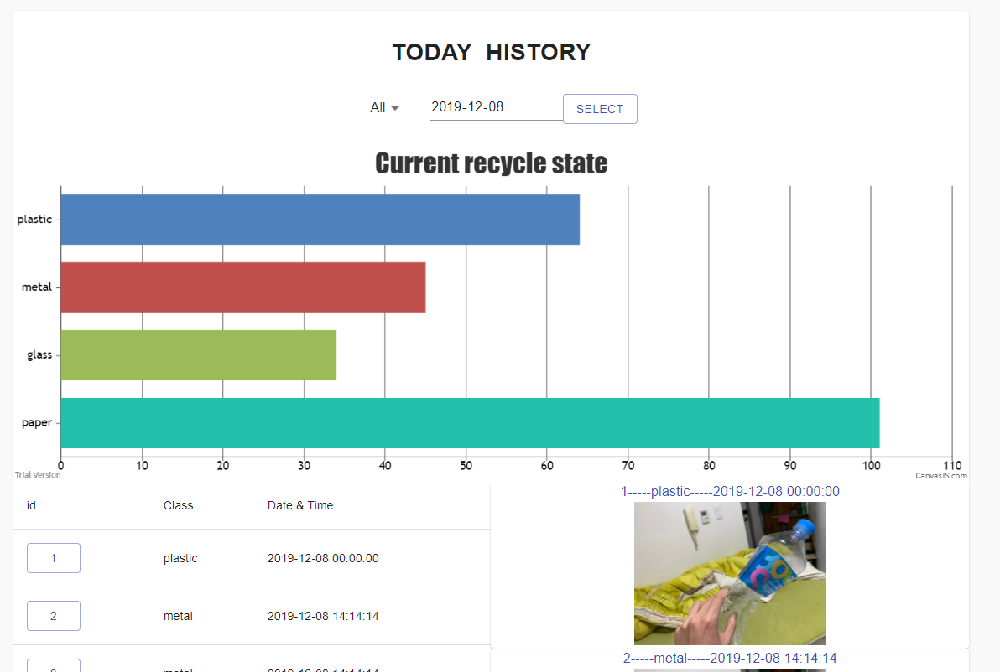 TODAY HISTORY
All
2019-12-08
SELECT
Current recycle state
plastic
metal
glass
paper
0 10 20 30 40 50 60 70 80 90 100 110
Trial Version
CanvasJS.com
id Class Date & Time
1 plastic 2019-12-08 00:00:00
2 metal 2019-12-08 14:14:14
1-----plastic-----2019-12-08 00:00:00
2-----metal-----2019-12-08 14:14:14